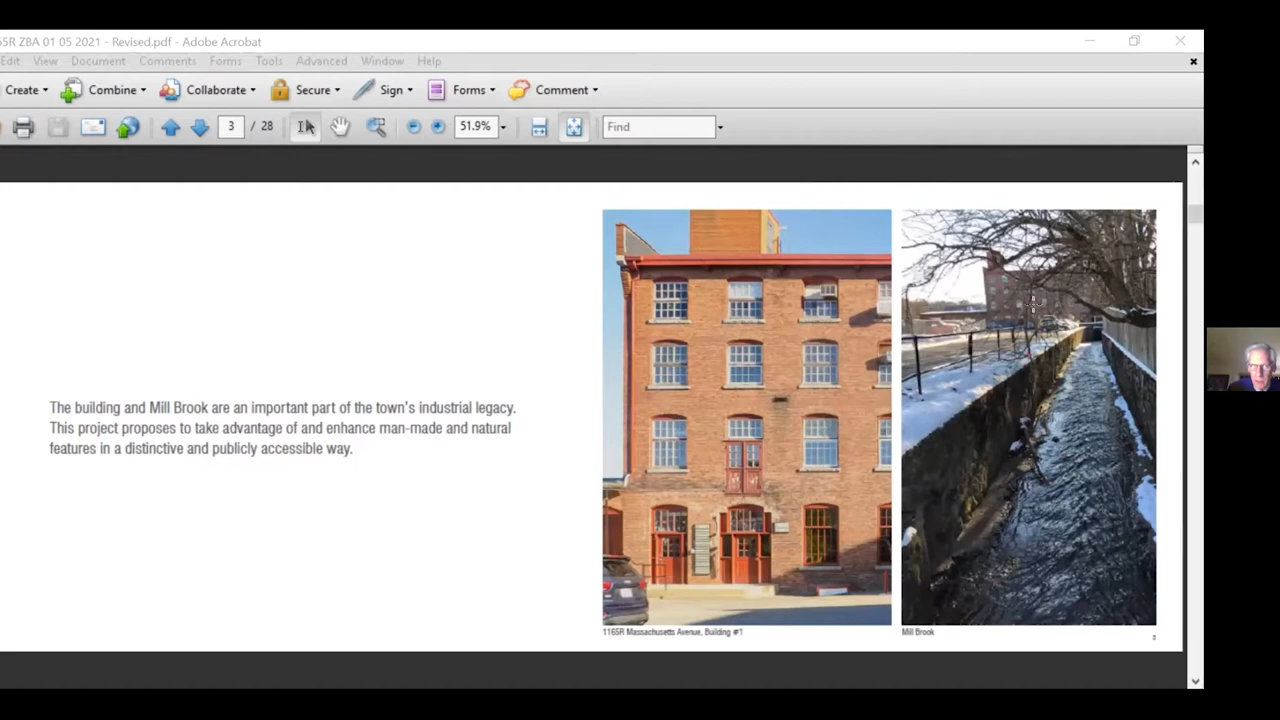 65R ZBA 01 05 2021 - Revised.pdf - Adobe Acrobat
Edit View Document Comments Forms Tools Advanced Window Help
Create Combine Collaborate Secure Sign Forms Comment
3 / 28 51.9% Find
The building and Mill Brook are an important part of the town's industrial legacy.
This project proposes to take advantage of and enhance man-made and natural
features in a distinctive and publicly accessible way.
1165R Massachusetts Avenue, Building #1
Mill Brook
3